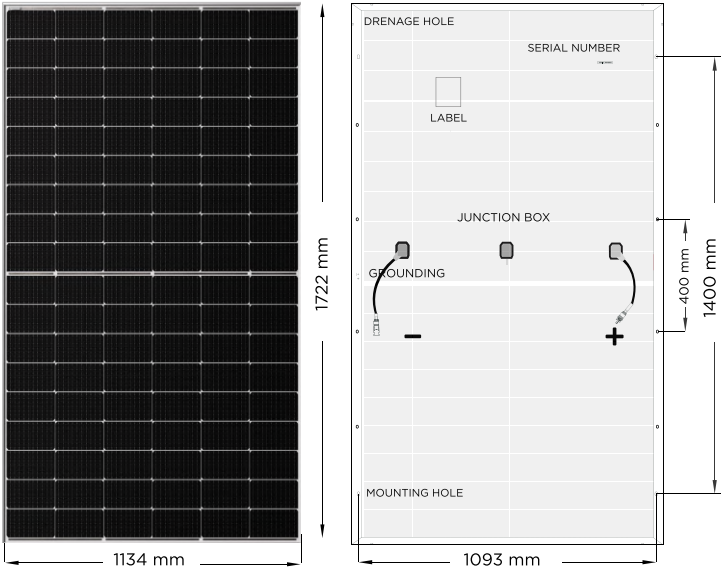 DRENAGE HOLE
SERIAL NUMBER
LABEL
JUNCTION BOX
GROUNDING
1722 mm
400 mm
1400 mm
MOUNTING HOLE
1134 mm
1093 mm